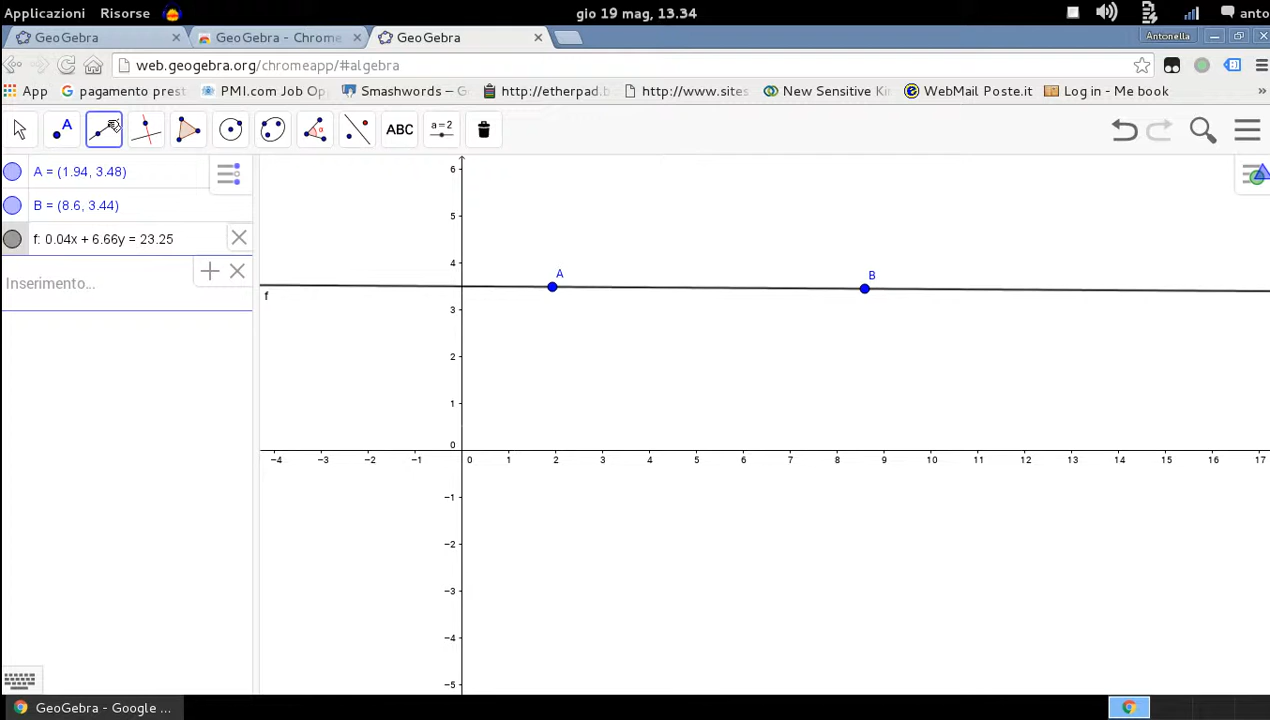 Applicazioni Risorse gio 19 mag, 13.34 anto
GeoGebra GeoGebra - Chrome GeoGebra Antonella
web.geogebra.org/chromeapp/#algebra
App pagamento prest PMI.com Job Op Smashwords – G http://etherpad.b http://www.sites New Sensitive Ki WebMail Poste.it Log in - Me book »
A ABC a=2
A = (1.94, 3.48)
B = (8.6, 3.44)
f: 0.04x + 6.66y = 23.25
Inserimento...
6
5
4
A B
f
3
2
1
0
−4 −3 −2 −1 0 1 2 3 4 5 6 7 8 9 10 11 12 13 14 15 16 17
−1
−2
−3
−4
−5
GeoGebra - Google ...